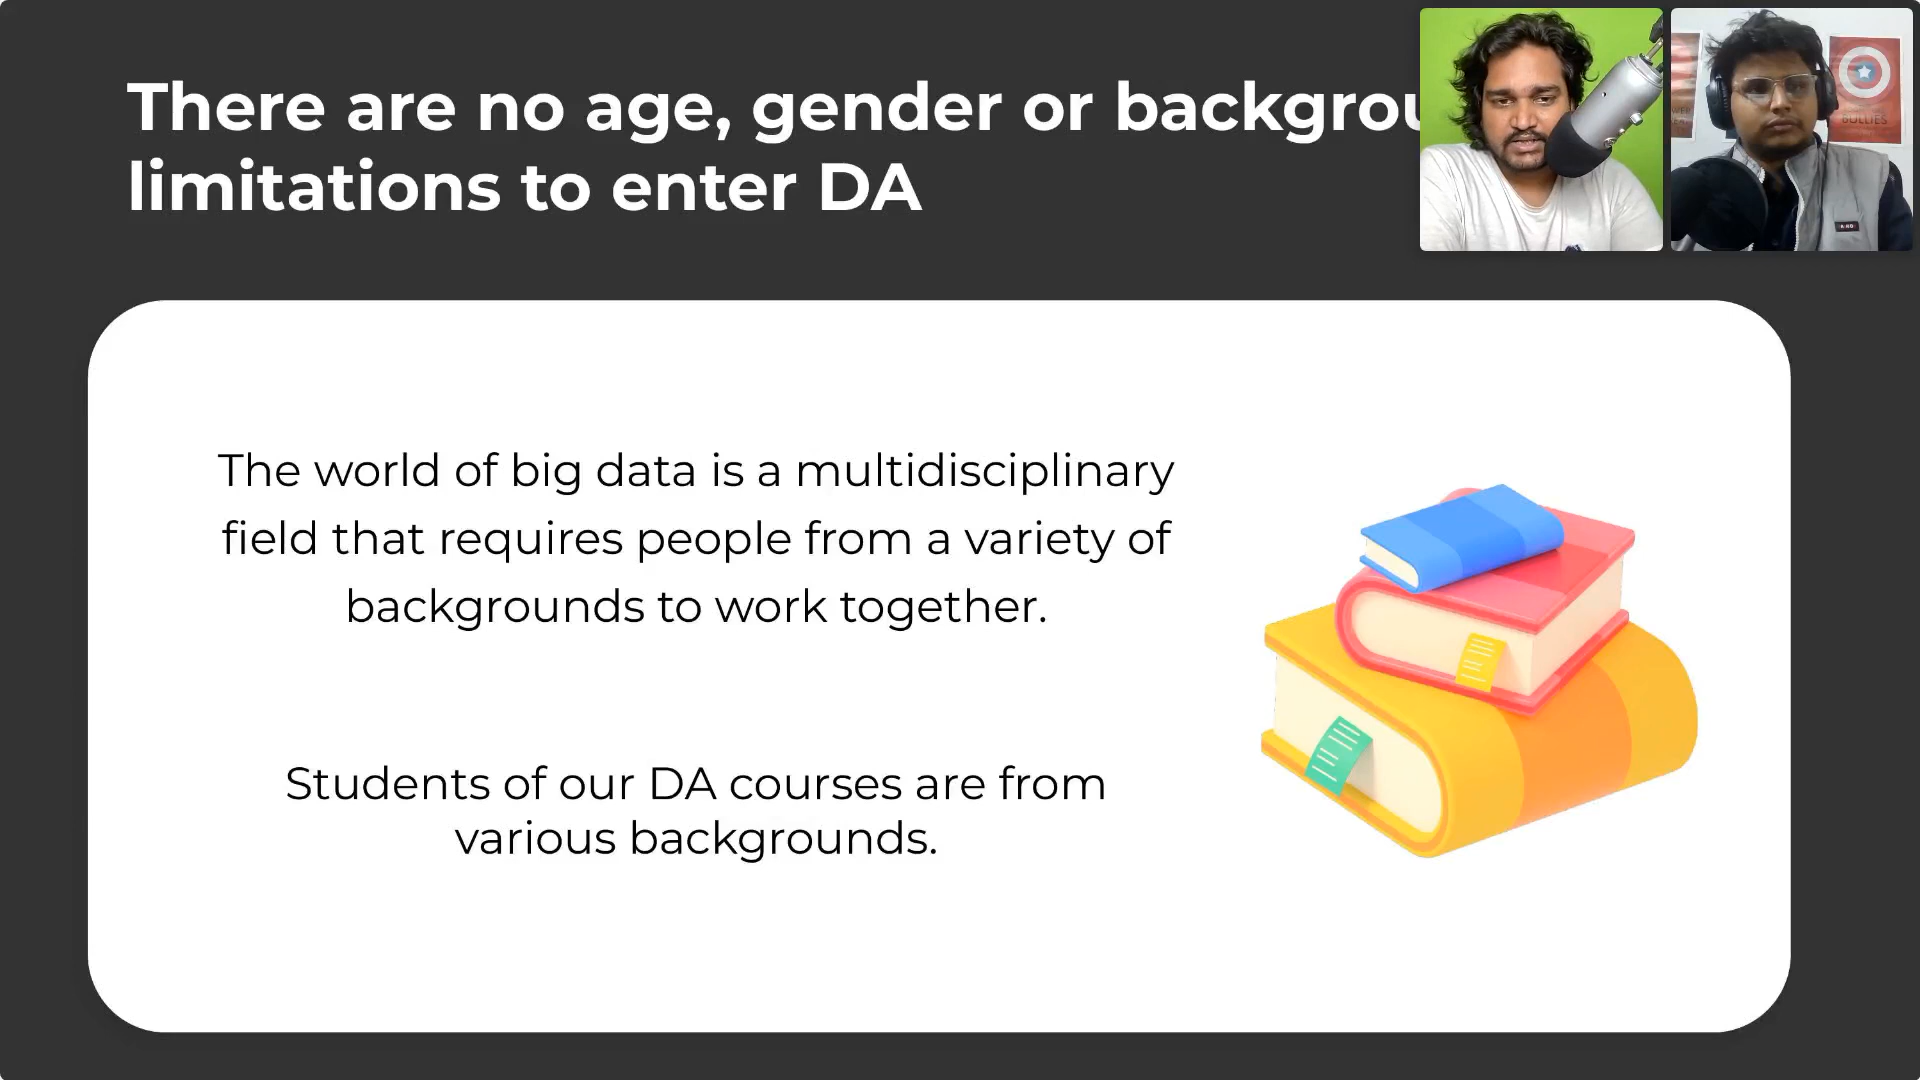 There are no age, gender or backgrou
limitations to enter DA
The world of big data is a multidisciplinary
field that requires people from a variety of
backgrounds to work together.
Students of our DA courses are from
various backgrounds.
BULLIES